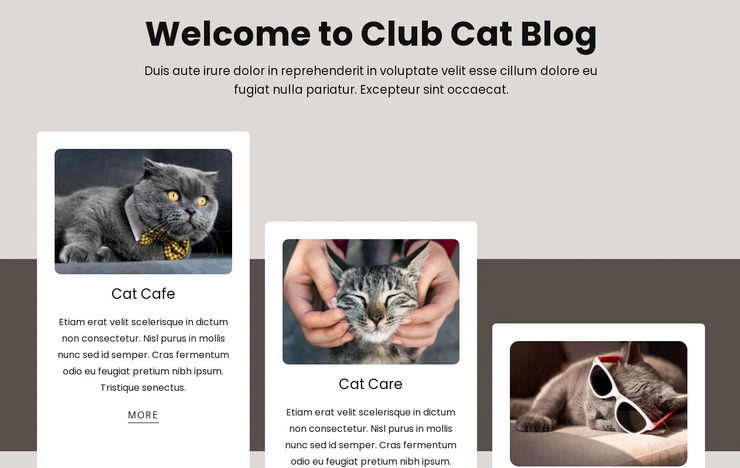 Welcome to Club Cat Blog
Duis aute irure dolor in reprehenderit in voluptate velit esse cillum dolore eu
fugiat nulla pariatur. Excepteur sint occaecat.
Cat Cafe
Etiam erat velit scelerisque in dictum
non consectetur. Nisl purus in mollis
nunc sed id semper. Cras fermentum
odio eu feugiat pretium nibh ipsum.
Tristique senectus.
MORE
Cat Care
Etiam erat velit scelerisque in dictum
non consectetur. Nisl purus in mollis
nunc sed id semper. Cras fermentum
odio eu feugiat pretium nibh ipsum.